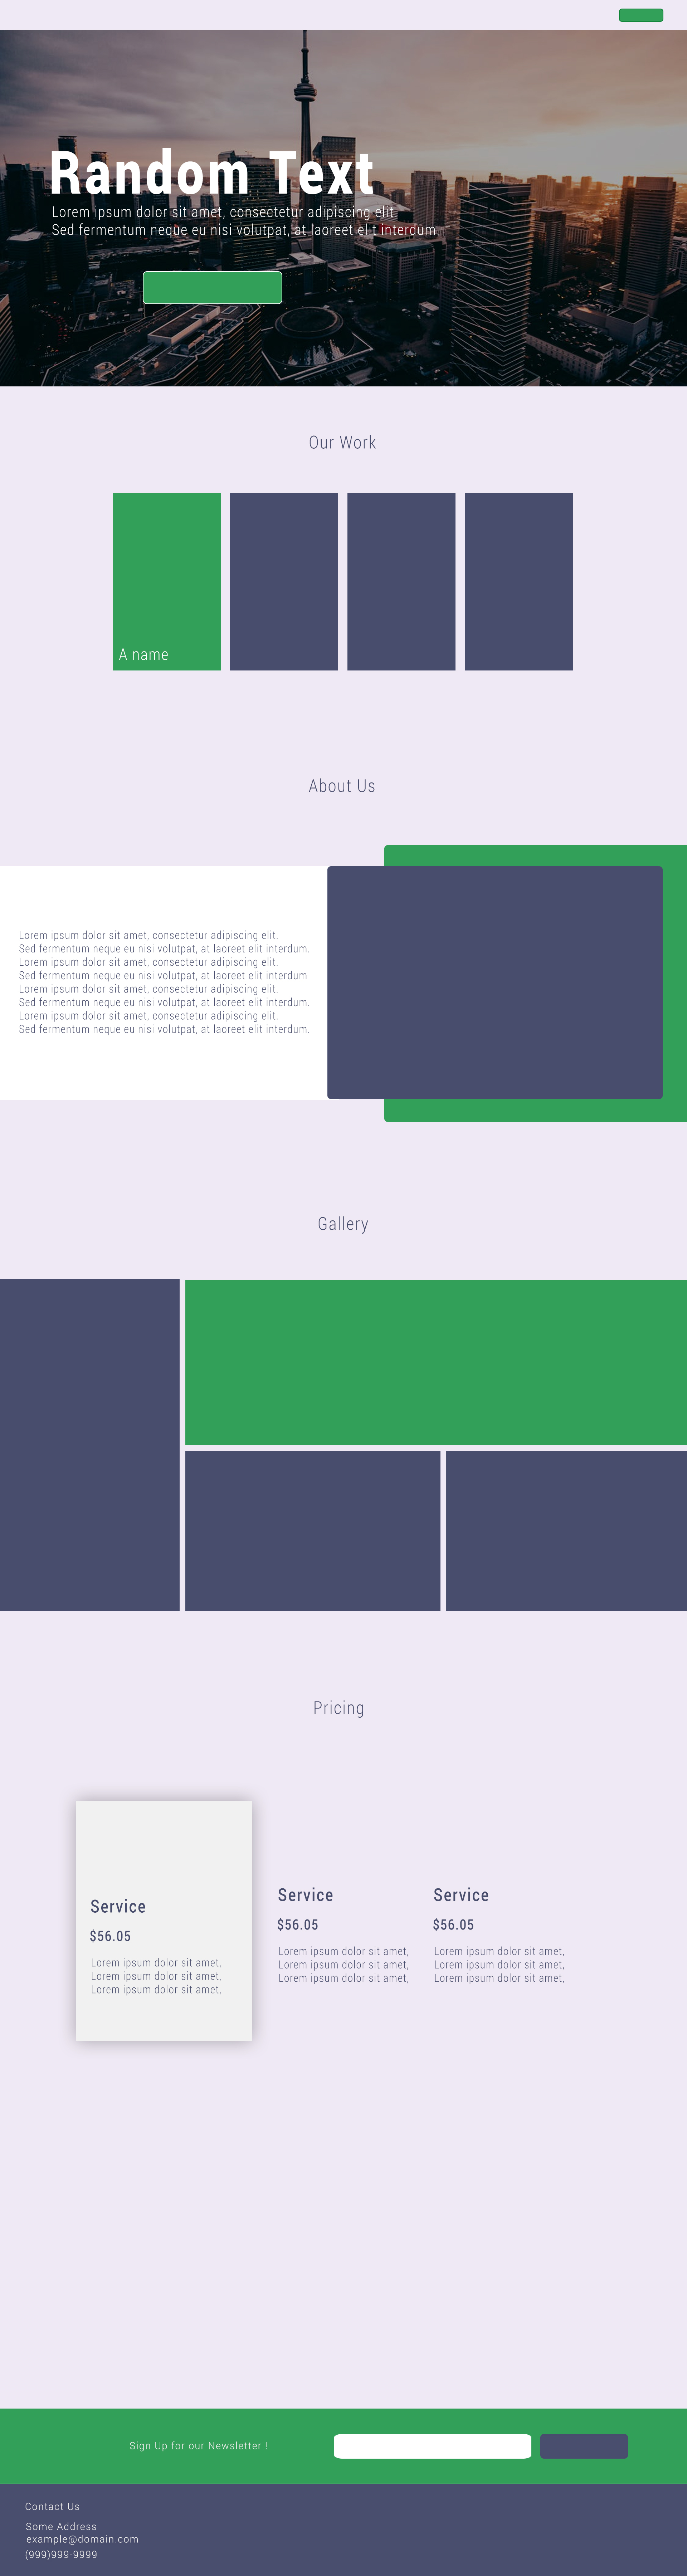 Random Text
Lorem ipsum dolor sit amet, consectetur adipiscing elit.
Sed fermentum neque eu nisi volutpat, at laoreet elit interdum.
Our Work
A name
About Us
Lorem ipsum dolor sit amet, consectetur adipiscing elit.
Sed fermentum neque eu nisi volutpat, at laoreet elit interdum.
Lorem ipsum dolor sit amet, consectetur adipiscing elit.
Sed fermentum neque eu nisi volutpat, at laoreet elit interdum
Lorem ipsum dolor sit amet, consectetur adipiscing elit.
Sed fermentum neque eu nisi volutpat, at laoreet elit interdum.
Lorem ipsum dolor sit amet, consectetur adipiscing elit.
Sed fermentum neque eu nisi volutpat, at laoreet elit interdum.
Gallery
Pricing
Service
$56.05
Lorem ipsum dolor sit amet,
Lorem ipsum dolor sit amet,
Lorem ipsum dolor sit amet,
Service
$56.05
Lorem ipsum dolor sit amet,
Lorem ipsum dolor sit amet,
Lorem ipsum dolor sit amet,
Service
$56.05
Lorem ipsum dolor sit amet,
Lorem ipsum dolor sit amet,
Lorem ipsum dolor sit amet,
Sign Up for our Newsletter !
Contact Us
Some Address
example@domain.com
(999)999-9999